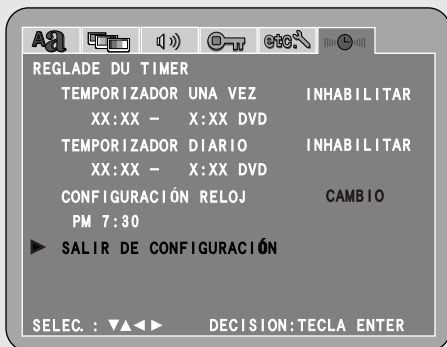 Aa etc.
REGLADE DU TIMER
TEMPORIZADOR UNA VEZ INHABILITAR
XX:XX – X:XX DVD
TEMPORIZADOR DIARIO INHABILITAR
XX:XX – X:XX DVD
CONFIGURACIÓN RELOJ CAMBIO
PM 7:30
▶ SALIR DE CONFIGURACIÓN
SELEC. : ▼▲◀ ▶ DECISION:TECLA ENTER